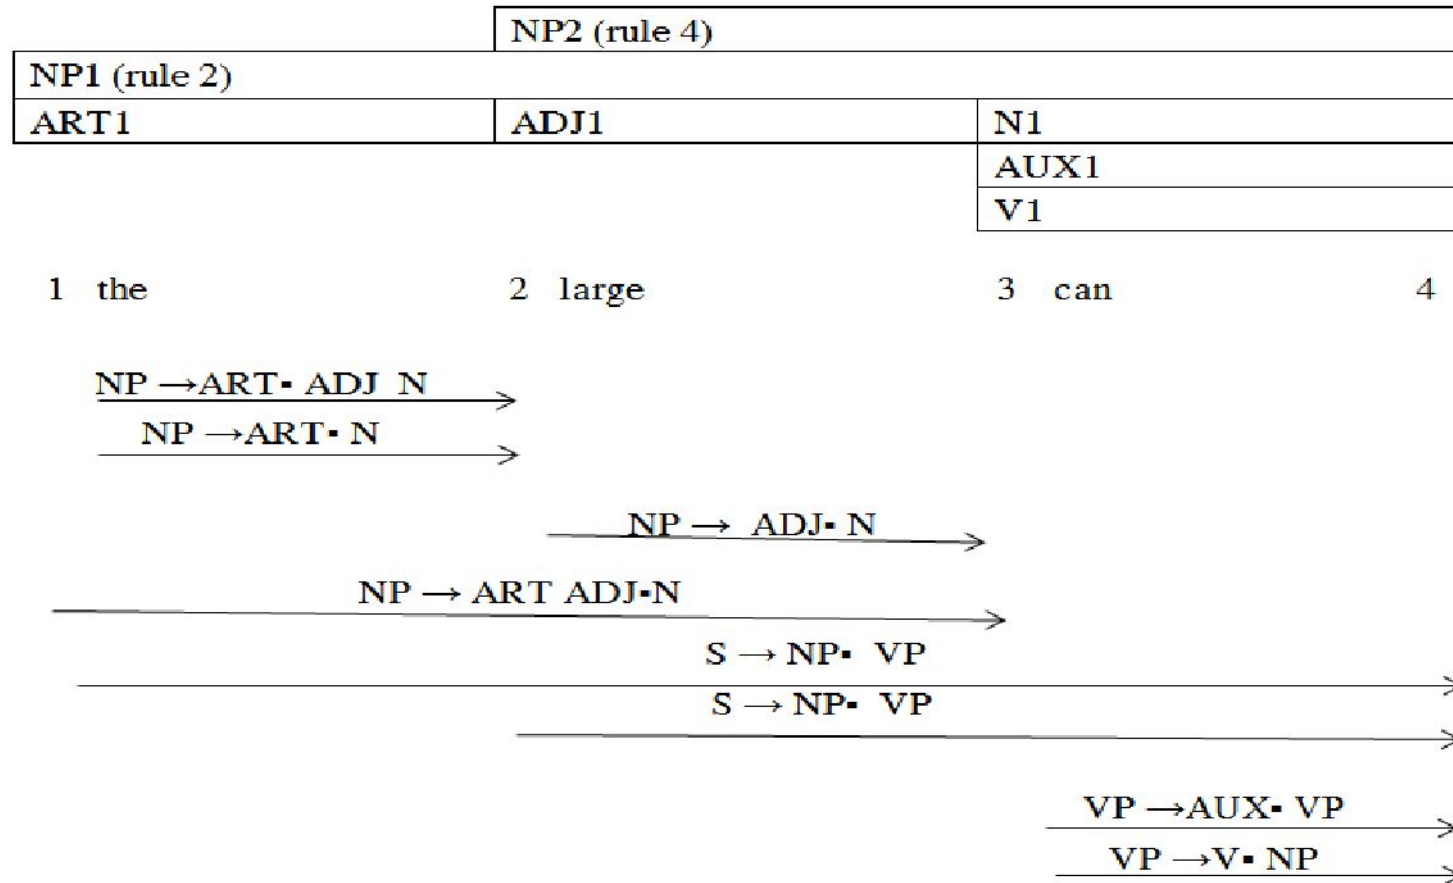 NP2 (rule 4)
NP1 (rule 2)
ART1 ADJ1 N1
AUX1
V1
1 the 2 large 3 can 4
NP →ART▪ ADJ N
NP →ART▪ N
NP → ADJ▪ N
NP → ART ADJ▪N
S → NP▪ VP
S → NP▪ VP
VP →AUX▪ VP
VP →V▪ NP